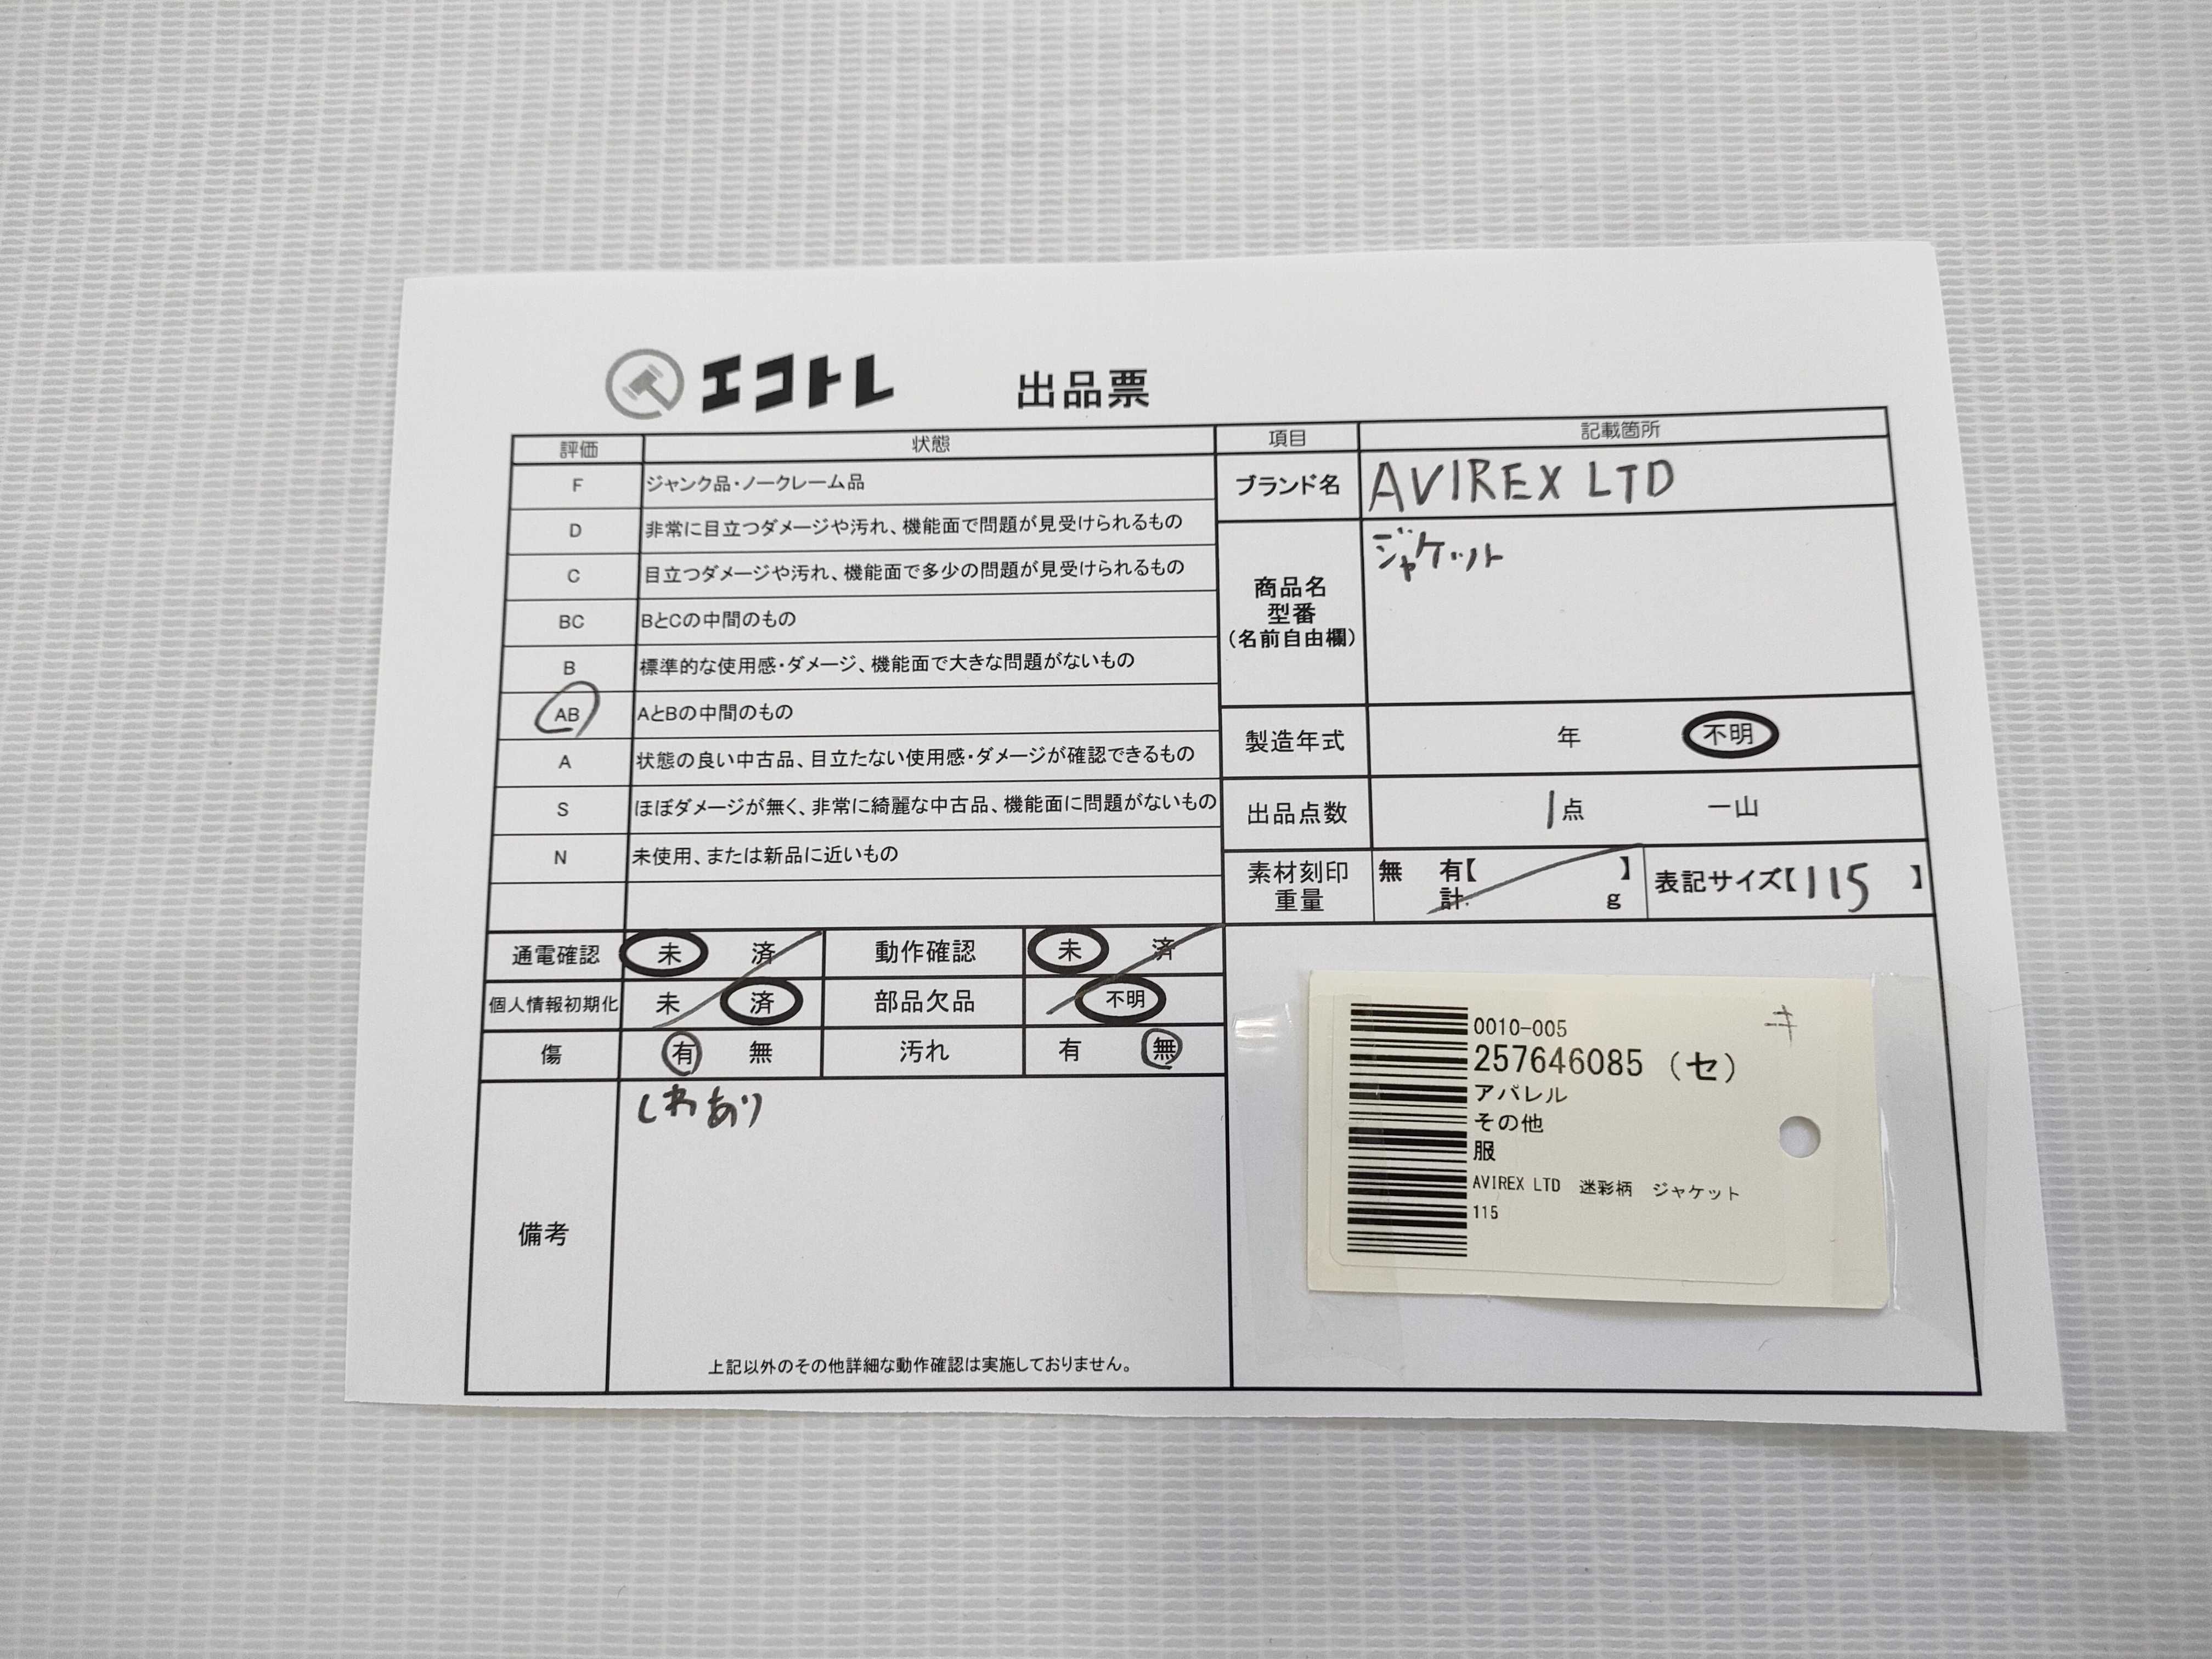 エコトレ 出品票
評価 状態
F ジャンク品・ノークレーム品
D 非常に目立つダメージや汚れ、機能面で問題が見受けられるもの
C 目立つダメージや汚れ、機能面で多少の問題が見受けられるもの
BC BとCの中間のもの
B 標準的な使用感・ダメージ、機能面で大きな問題がないもの
AB AとBの中間のもの
A 状態の良い中古品、目立たない使用感・ダメージが確認できるもの
S ほぼダメージが無く、非常に綺麗な中古品、機能面に問題がないもの
N 未使用、または新品に近いもの
通電確認 未 済 動作確認 未 済
個人情報初期化 未 済 部品欠品 不明
傷 有 無 汚れ 有 無
備考
しわあり
上記以外のその他詳細な動作確認は実施しておりません。
項目 記載箇所
ブランド名 AVIREX LTD
商品名
型番
(名前自由欄)
ジャケット
製造年式 年 不明
出品点数 1点 一山
素材刻印 無 有【 】
重量 計. g
表記サイズ【115 】
0010-005 キ
257646085 (セ)
アパレル
その他
服
AVIREX LTD 迷彩柄 ジャケット
115